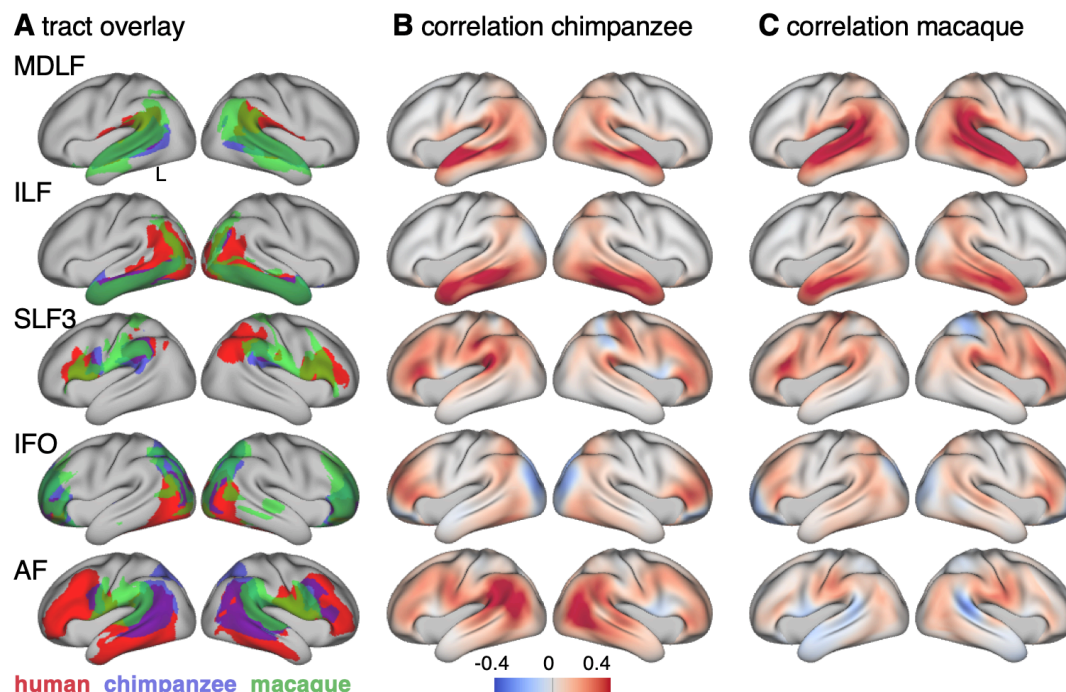 A tract overlay
B correlation chimpanzee
C correlation macaque
MDLF
L
ILF
SLF3
IFO
AF
-0.4 0 0.4
human chimpanzee macaque